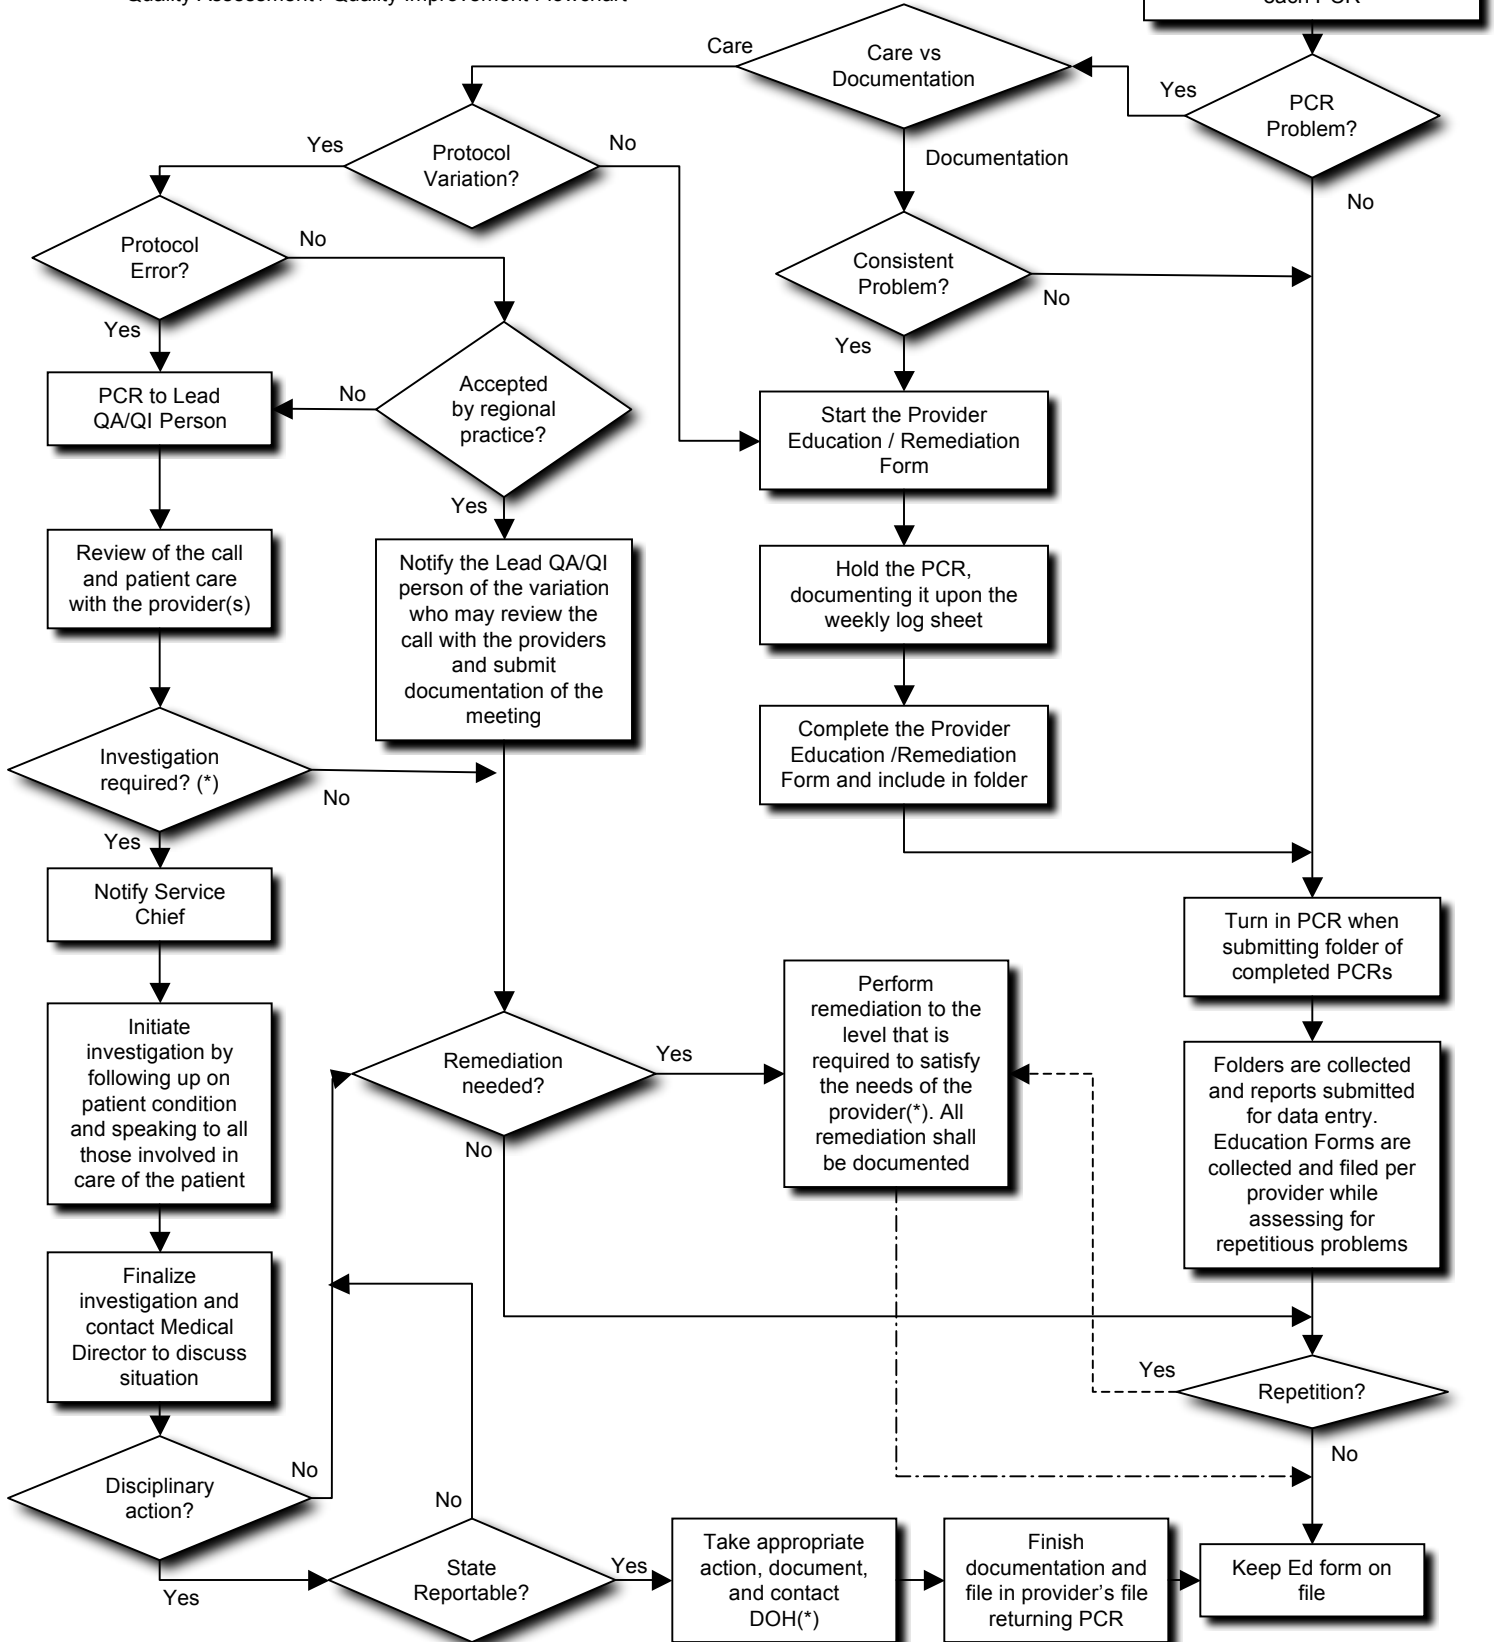 Quality Assessment / Quality Improvement Flowchart
each PCR
Care
Care vs
Documentation
Yes
PCR
Problem?
No
Documentation
Yes
Protocol
Variation?
No
Protocol
Error?
No
Yes
Consistent
Problem?
No
Yes
PCR to Lead
QA/QI Person
No
Accepted
by regional
practice?
Yes
Start the Provider
Education / Remediation
Form
Review of the call
and patient care
with the provider(s)
Notify the Lead QA/QI
person of the variation
who may review the
call with the providers
and submit
documentation of the
meeting
Hold the PCR,
documenting it upon the
weekly log sheet
Complete the Provider
Education /Remediation
Form and include in folder
Investigation
required? (*)
No
Yes
Notify Service
Chief
Turn in PCR when
submitting folder of
completed PCRs
Initiate
investigation by
following up on
patient condition
and speaking to all
those involved in
care of the patient
Remediation
needed?
Yes
No
Perform
remediation to the
level that is
required to satisfy
the needs of the
provider(*). All
remediation shall
be documented
Folders are collected
and reports submitted
for data entry.
Education Forms are
collected and filed per
provider while
assessing for
repetitious problems
Finalize
investigation and
contact Medical
Director to discuss
situation
Yes
Repetition?
No
Disciplinary
action?
No
Yes
No
State
Reportable?
Yes
Take appropriate
action, document,
and contact
DOH(*)
Finish
documentation and
file in provider's file
returning PCR
Keep Ed form on
file